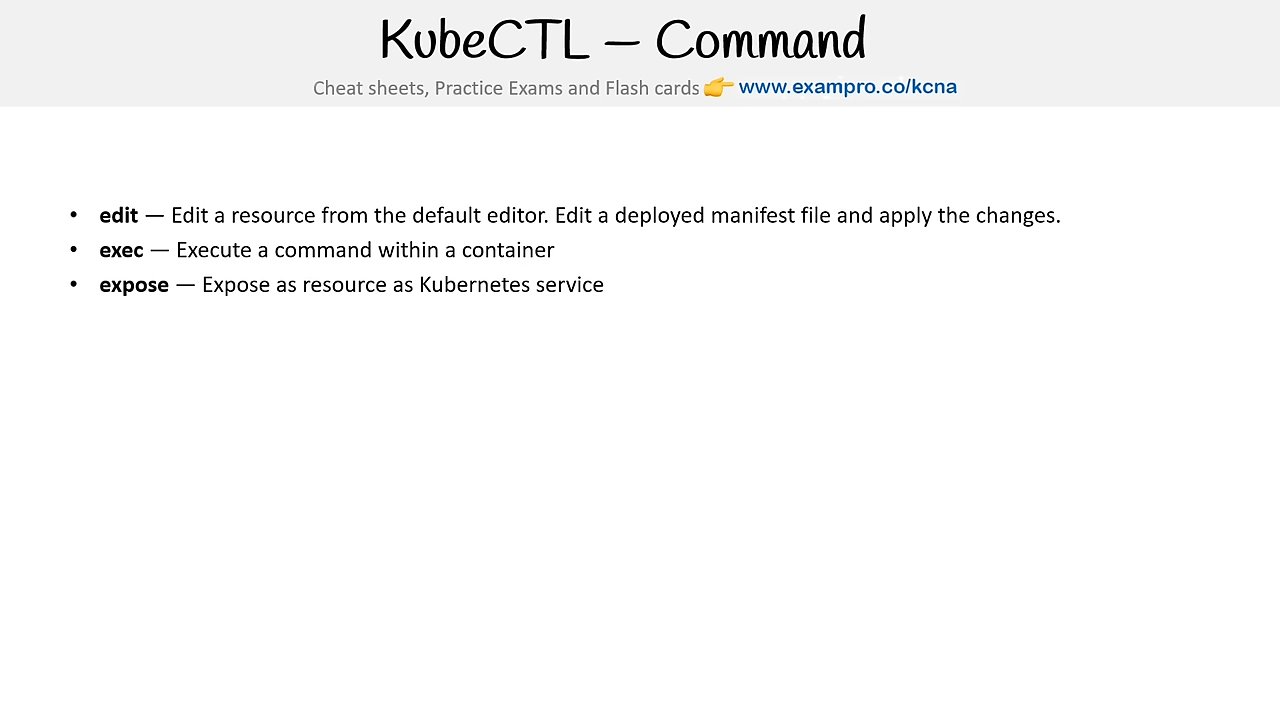 KubeCTL – Command
Cheat sheets, Practice Exams and Flash cards 👉 www.exampro.co/kcna
• edit — Edit a resource from the default editor. Edit a deployed manifest file and apply the changes.
• exec — Execute a command within a container
• expose — Expose as resource as Kubernetes service